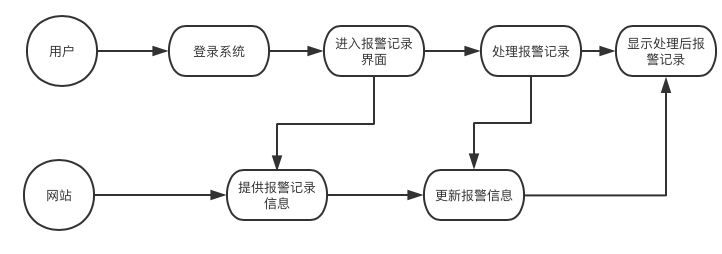 用户
登录系统
进入报警记录
界面
处理报警记录
显示处理后报
警记录
网站
提供报警记录
信息
更新报警信息